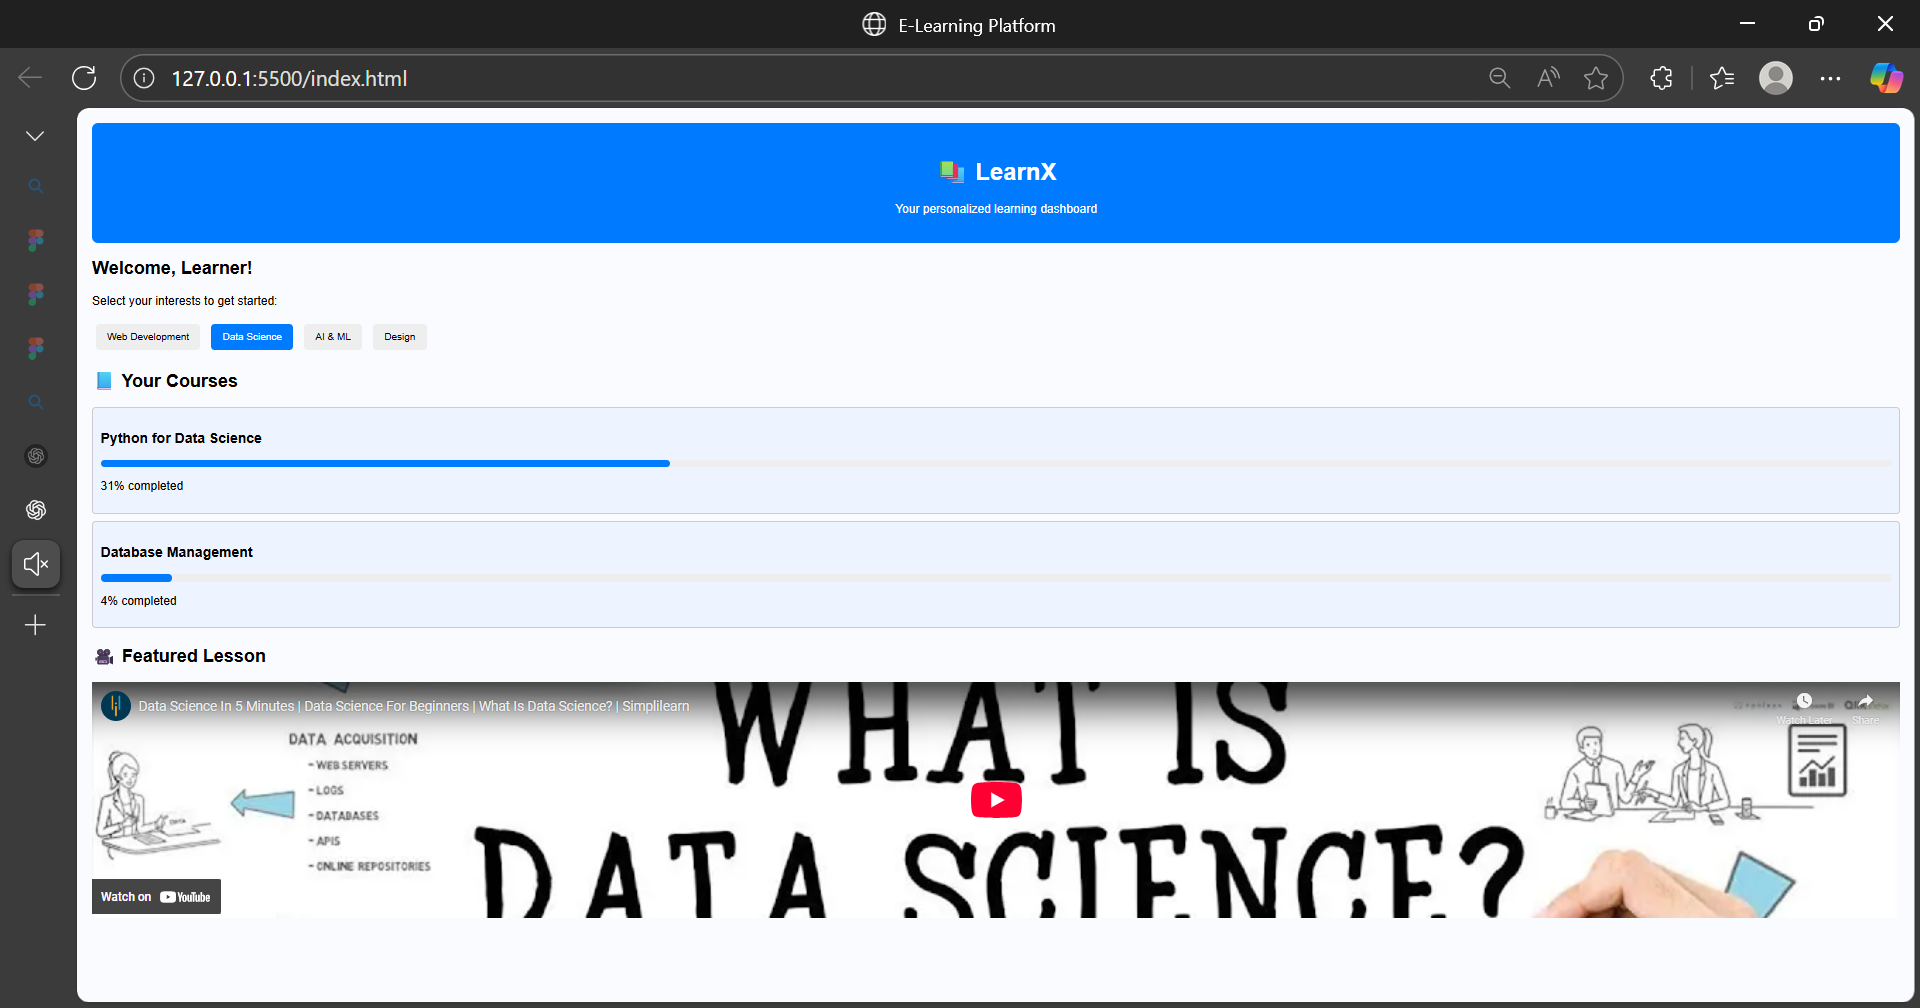 E-Learning Platform
127.0.0.1:5500/index.html
LearnX
Your personalized learning dashboard
Welcome, Learner!
Select your interests to get started:
Web Development Data Science AI & ML Design
Your Courses
Python for Data Science
31% completed
Database Management
4% completed
Featured Lesson
Data Science In 5 Minutes | Data Science For Beginners | What Is Data Science? | Simplilearn
Watch Later Share
DATA ACQUISITION
- WEB SERVERS
- LOGS
- DATABASES
- APIS
- ONLINE REPOSITORIES
WHAT IS
DATA SCIENCE?
Watch on YouTube